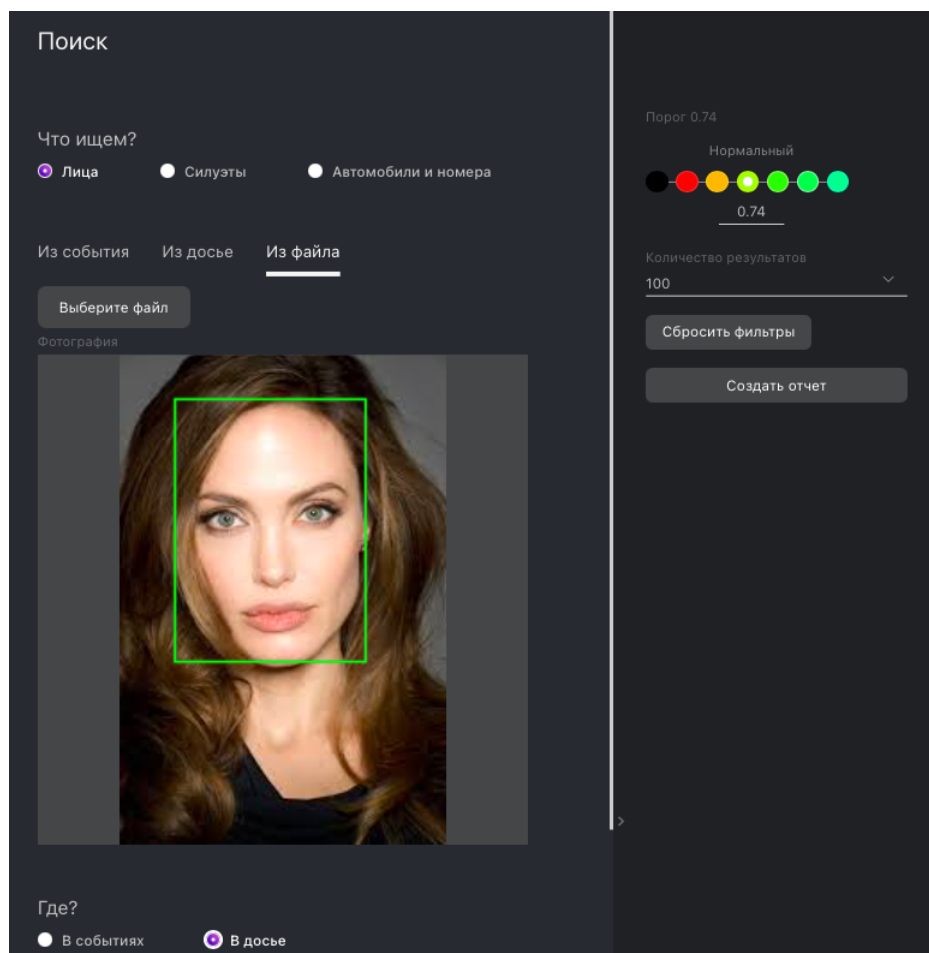 Поиск
Что ищем?
Лица Силуэты Автомобили и номера
Из события Из досье Из файла
Выберите файл
Фотография
Где?
В событиях В досье
Порог 0.74
Нормальный
0.74
Количество результатов
100
Сбросить фильтры
Создать отчет